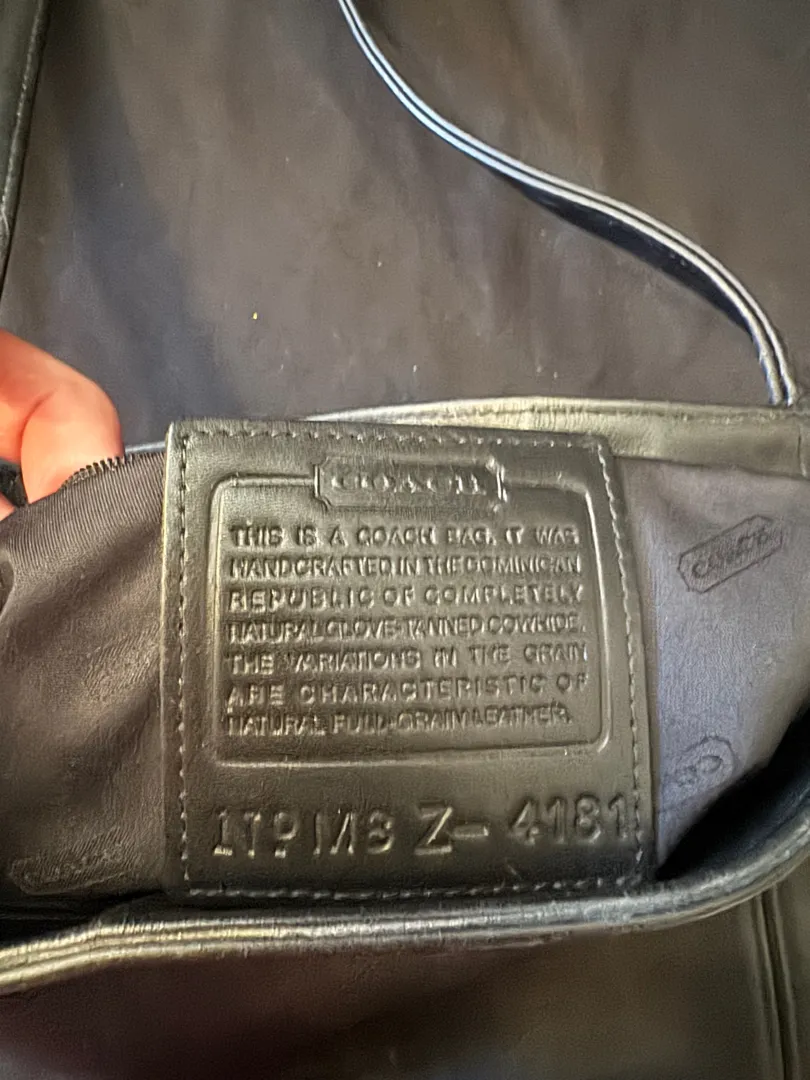 COACH
THIS IS A COACH BAG. IT WAS
HANDCRAFTED IN THE DOMINICAN
REPUBLIC OF COMPLETELY
NATURAL GLOVE-TANNED COWHIDE.
THE VARIATIONS IN THE GRAIN
ARE CHARACTERISTIC OF
NATURAL FULL-GRAIN LEATHER.
4181